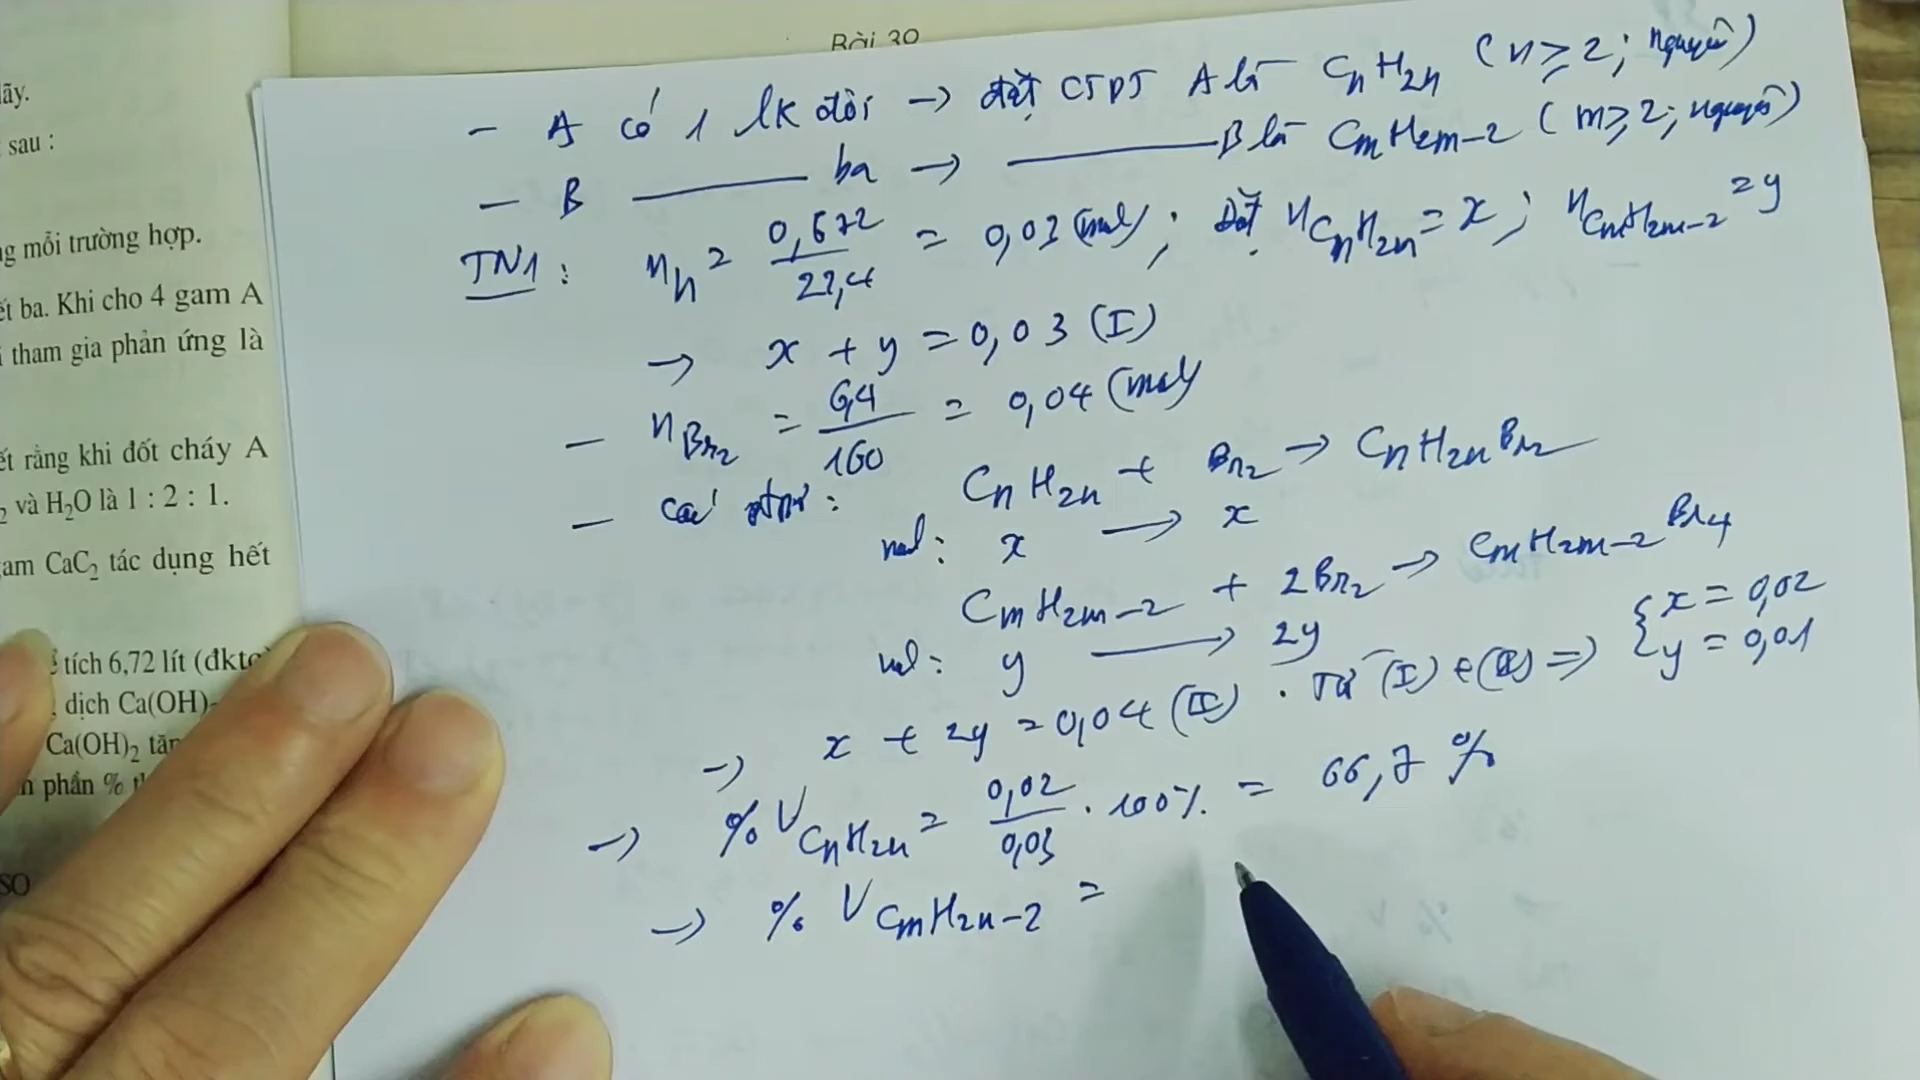 Bài 30
ãy.
sau :
g mỗi trường hợp.
ết ba. Khi cho 4 gam A
tham gia phản ứng là
ết rằng khi đốt cháy A
2 và H2O là 1 : 2 : 1.
am CaC2 tác dụng hết
tích 6,72 lít (đktc
dịch Ca(OH)
Ca(OH)2 tăn
phần %
SO
- A có 1 lk đôi → đặt CTPT A là CnH2n (n ≥ 2; nguyên)
- B ——— ba → ——— B là CmH2m-2 (m ≥ 2; nguyên)
TN1 : nh = 0,672/22,4 = 0,03 (mol) ; Đặt nCnH2n = x ; nCmH2m-2 = y
→ x + y = 0,03 (I)
- nBr2 = 6,4/160 = 0,04 (mol)
- Các ptpư : CnH2n + Br2 → CnH2nBr2
mol : x → x
CmH2m-2 + 2Br2 → CmH2m-2Br4
mol : y → 2y
→ x + 2y = 0,04 (II) . Từ (I) + (II) ⇒ { x = 0,02
y = 0,01
→ % VCnH2n = 0,02/0,03 . 100% = 66,7 %
→ % VCmH2n-2 =